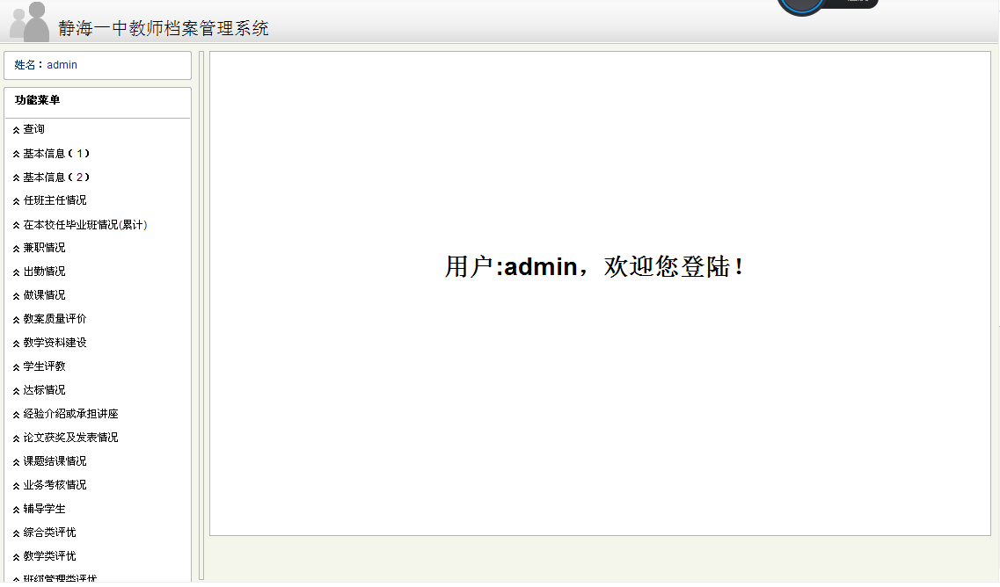 静海一中教师档案管理系统
姓名：admin
功能菜单
查询
基本信息（1）
基本信息（2）
任班主任情况
在本校任毕业班情况(累计)
兼职情况
出勤情况
做课情况
教案质量评价
教学资料建设
学生评教
达标情况
经验介绍或承担讲座
论文获奖及发表情况
课题结课情况
业务考核情况
辅导学生
综合类评优
教学类评优
班级管理类评优
用户:admin，欢迎您登陆！